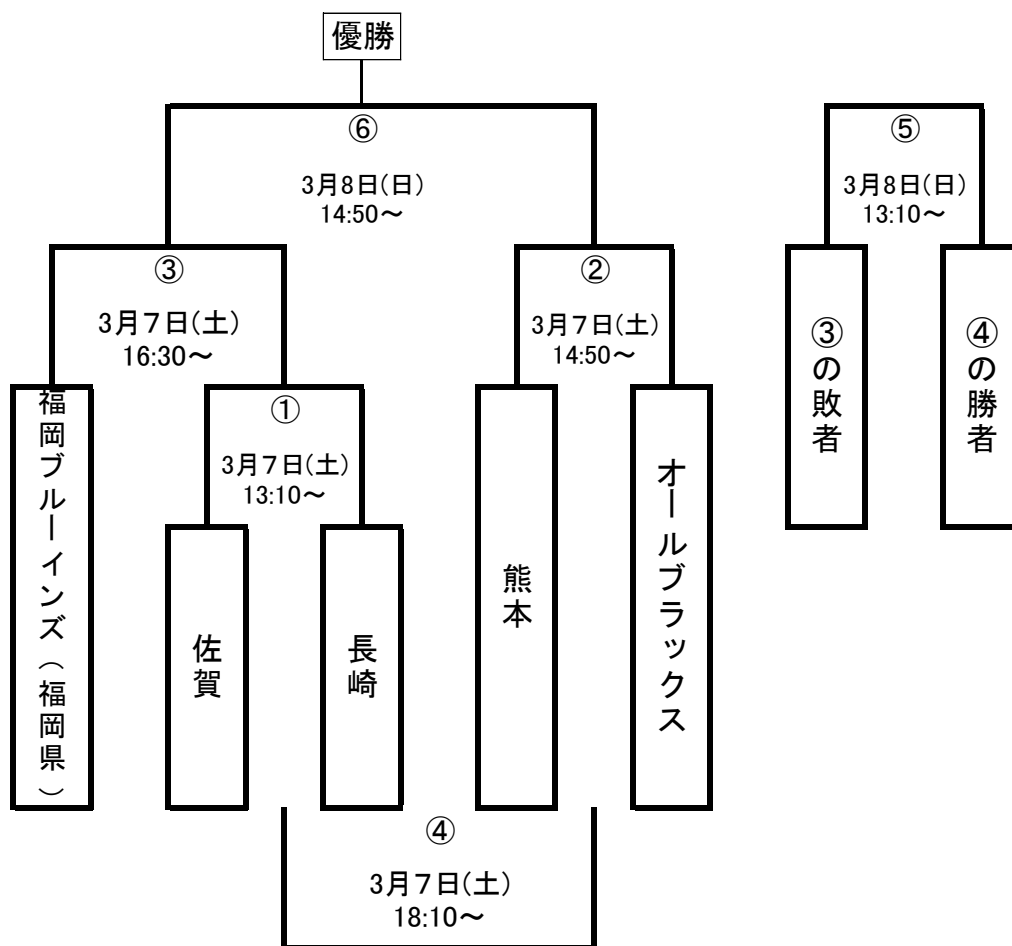 優勝
⑥
3月8日(日)
14:50～
⑤
3月8日(日)
13:10～
③
3月7日(土)
16:30～
②
3月7日(土)
14:50～
①
3月7日(土)
13:10～
福岡ブルーインズ（福岡県）
佐賀
長崎
熊本
オールブラックス
③の敗者
④の勝者
④
3月7日(土)
18:10～